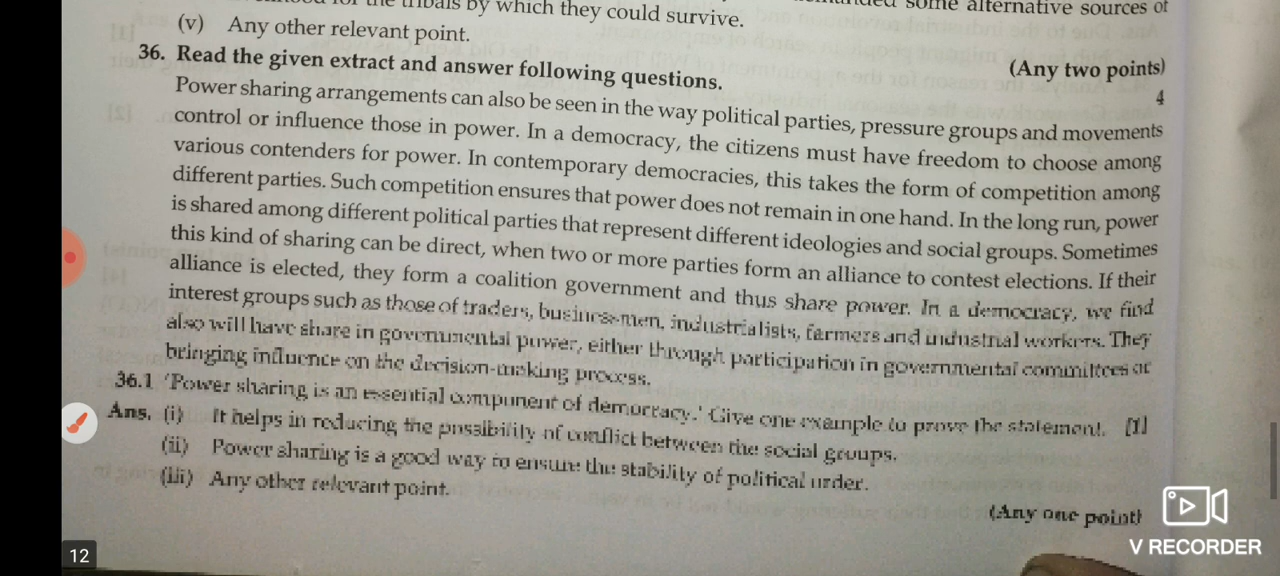 for the tribals by which they could survive.
some alternative sources of
(v) Any other relevant point.
(Any two points)
36. Read the given extract and answer following questions.
4
Power sharing arrangements can also be seen in the way political parties, pressure groups and movements
control or influence those in power. In a democracy, the citizens must have freedom to choose among
various contenders for power. In contemporary democracies, this takes the form of competition among
different parties. Such competition ensures that power does not remain in one hand. In the long run, power
is shared among different political parties that represent different ideologies and social groups. Sometimes
this kind of sharing can be direct, when two or more parties form an alliance to contest elections. If their
alliance is elected, they form a coalition government and thus share power. In a democracy, we find
interest groups such as those of traders, businessmen, industrialists, farmers and industrial workers. They
also will have share in governmental power, either through participation in governmental committees or
bringing influence on the decision-making process.
36.1 'Power sharing is an essential component of democracy.' Give one example to prove the statement. [1]
Ans. (i) It helps in reducing the possibility of conflict between the social groups.
(ii) Power sharing is a good way to ensure the stability of political order.
(iii) Any other relevant point.
(Any one point)
12
V RECORDER